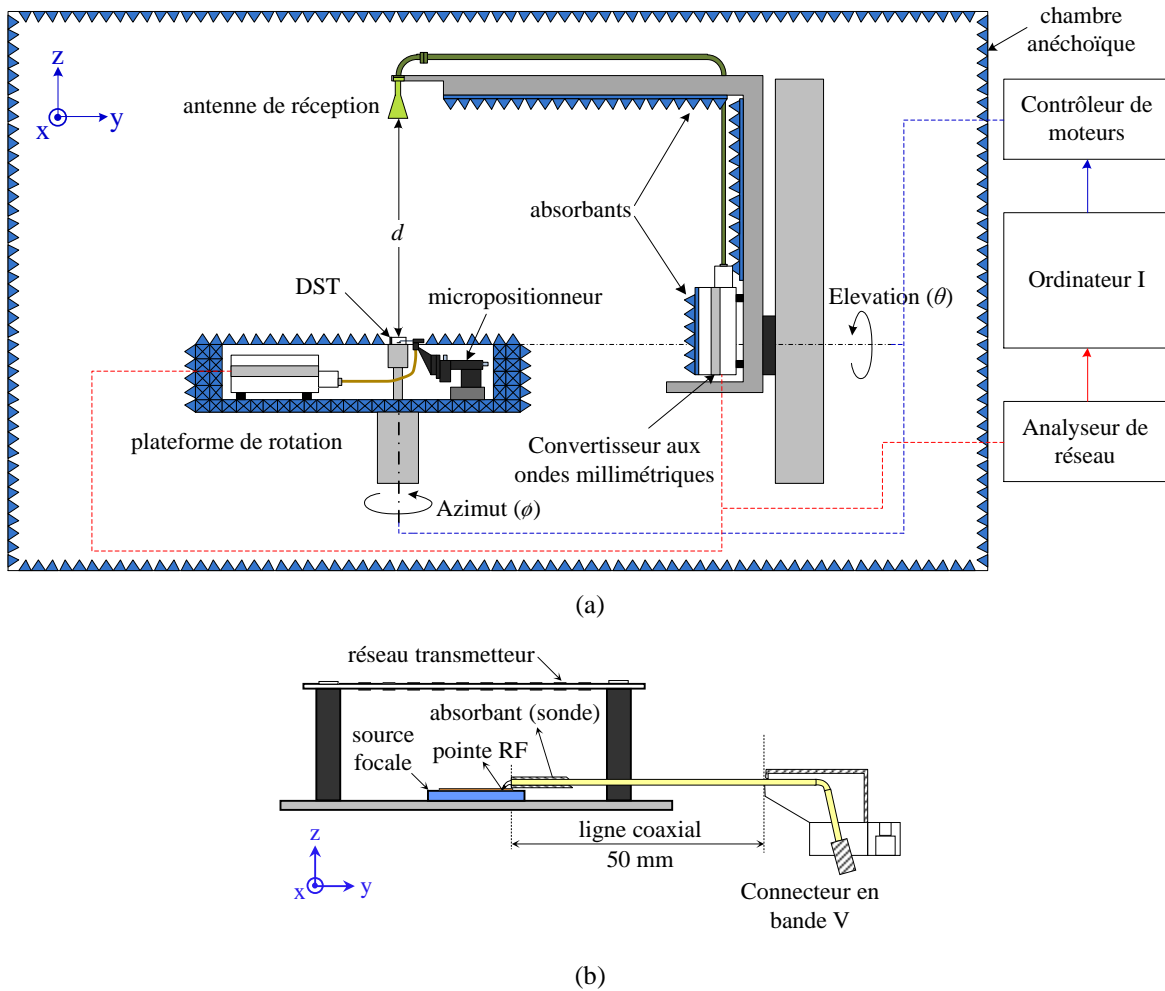 chambre
anéchoïque
z
x
y
antenne de réception
Contrôleur de
moteurs
absorbants
d
DST
micropositionneur
Elevation (θ)
Ordinateur I
plateforme de rotation
Convertisseur aux
ondes millimétriques
Analyseur de
réseau
Azimut (ø)
(a)
réseau transmetteur
absorbant (sonde)
source
focale
pointe RF
ligne coaxial
50 mm
z
x
y
Connecteur en
bande V
(b)